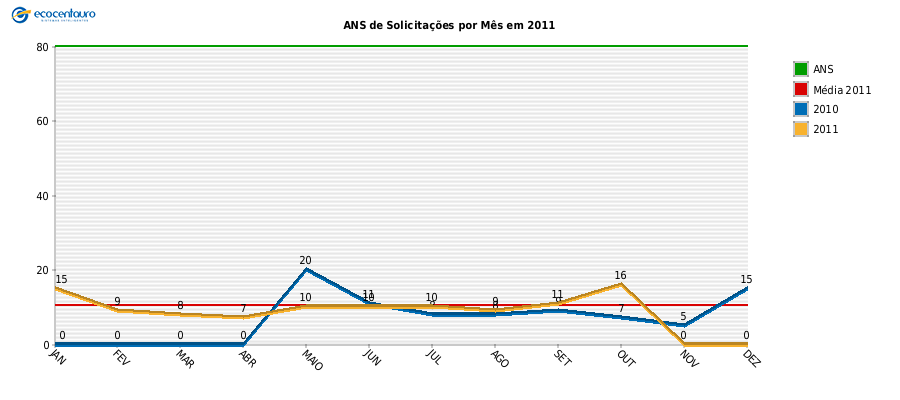 ecocentauro
ANS de Solicitações por Mês em 2011
80
60
40
20
0
ANS
Média 2011
2010
2011
15 9 8 7 10 10 10 9 11 16 0 0
0 0 0 0 20 11 8 8 9 7 5 15
JAN FEV MAR ABR MAIO JUN JUL AGO SET OUT NOV DEZ